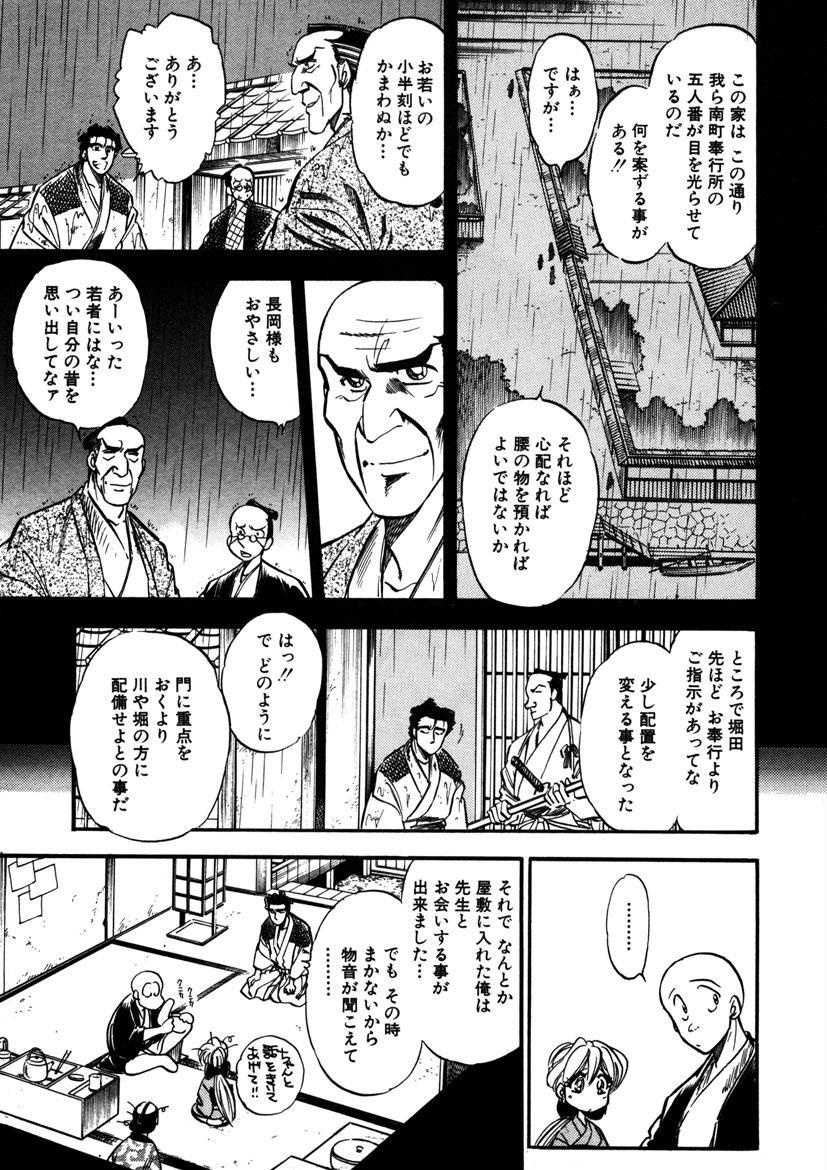 この家は この通り
我ら南町奉行所の
五人番が目を光らせて
いるのだ
何を案ずる事が
ある!!
はぁ…
ですが…
それほど
心配なれば
腰の物を預かれば
よいではないか
お若いの
小半刻ほどでも
かまわぬか…
あ…
ありがとう
ございます
長岡様も
おやさしい…
あーいった
若者にはな…
つい自分の昔を
思い出してなァ
ところで堀田
先ほど お奉行より
ご指示があってな
少し配置を
変える事となった
はっ!!
で どのように
門に重点を
おくより
川や堀の方に
配備せよとの事だ
………
それで なんとか
屋敷に入れた俺は
先生と
お会いする事が
出来ました…
でも その時
まかないから
物音が聞こえて
………
ちゃんと
話をきいて
あげて!!